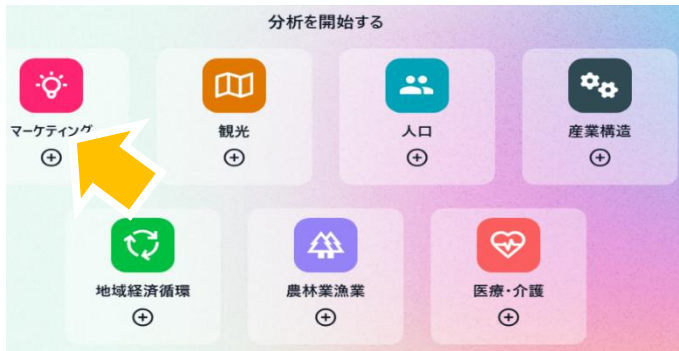 分析を開始する
マーケティング
観光
人口
産業構造
地域経済循環
農林業漁業
医療・介護